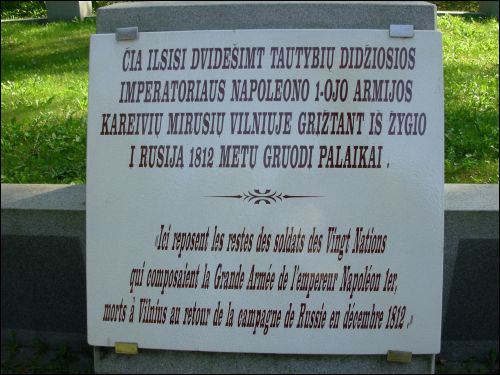 ČIA ILSISI DVIDEŠIMT TAUTYBIŲ DIDŽIOSIOS
IMPERATORIAUS NAPOLEONO 1-OJO ARMIJOS
KAREIVIŲ MIRUSIŲ VILNIUJE GRĮŽTANT IŠ ŽYGIO
Į RUSIJA 1812 METŲ GRUODĮ PALAIKAI .
«Ici reposent les restes des soldats des Vingt Nations
qui composaient la Grande Armée de l'empereur Napoléon 1er,
morts à Vilnius au retour de la campagne de Russie en décembre 1812 .»